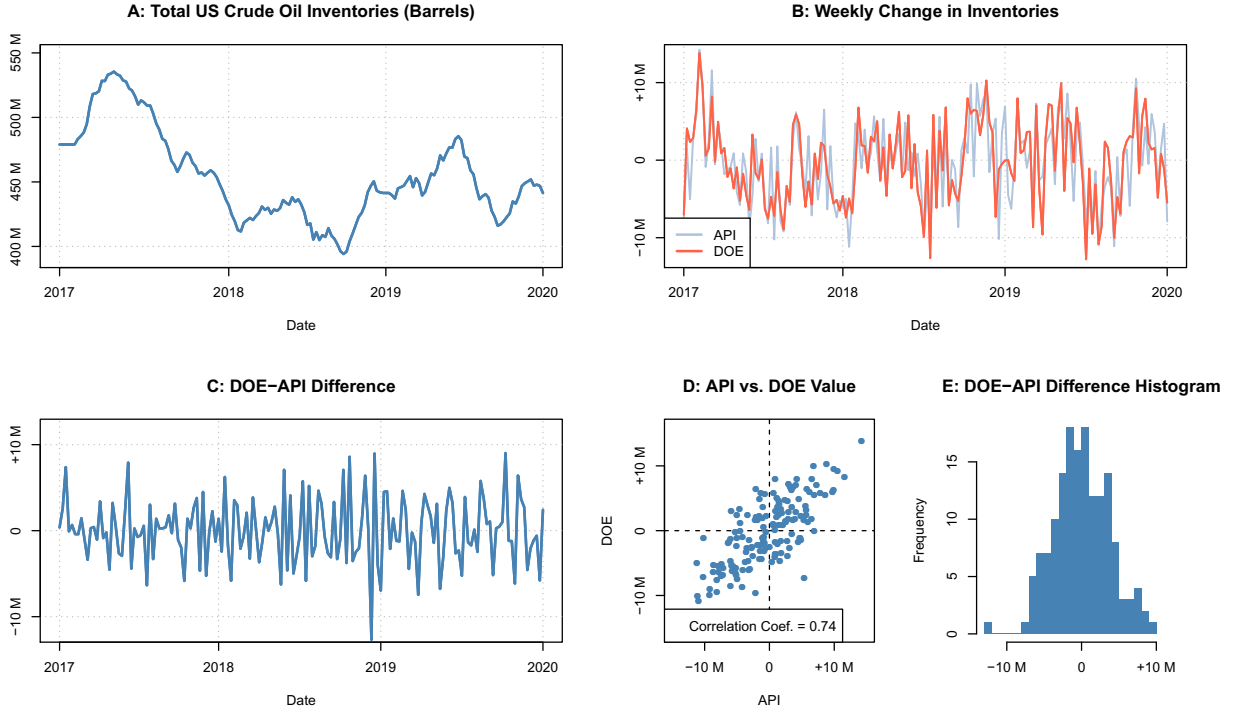 A: Total US Crude Oil Inventories (Barrels)
550 M
500 M
450 M
400 M
2017 2018 2019 2020
Date
B: Weekly Change in Inventories
+10 M
0
−10 M
API
DOE
2017 2018 2019 2020
Date
C: DOE−API Difference
+10 M
0
−10 M
2017 2018 2019 2020
Date
D: API vs. DOE Value
DOE
+10 M
0
−10 M
Correlation Coef. = 0.74
−10 M 0 +10 M
API
E: DOE−API Difference Histogram
Frequency
15
10
5
0
−10 M 0 +10 M